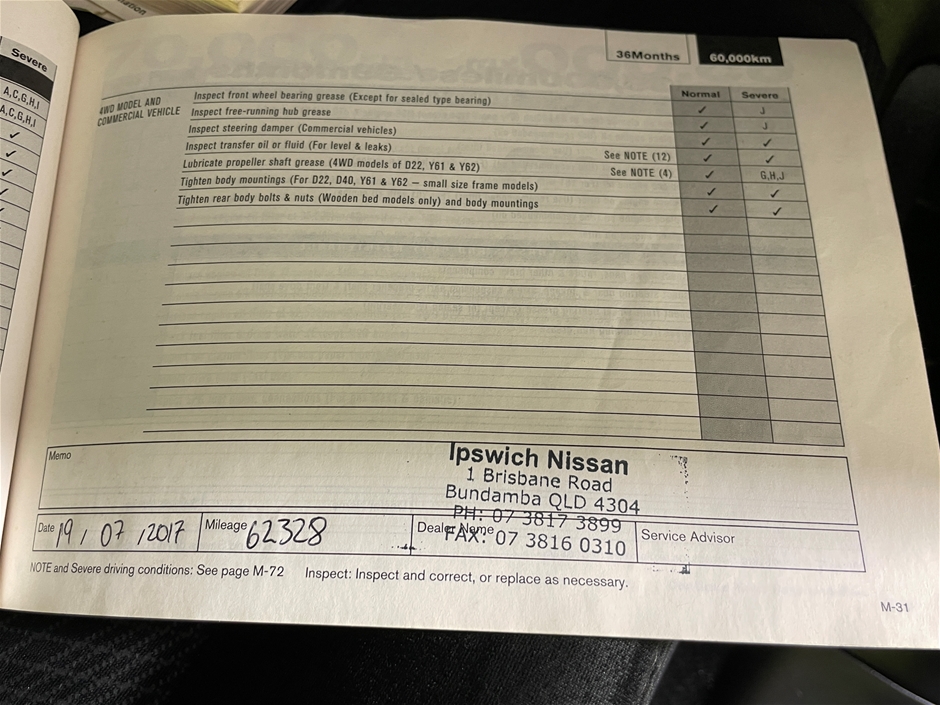 Severe
A,C,G,H,I
A,C,G,H,I
✓
✓
✓
36Months 60,000km
Normal Severe
4WD MODEL AND COMMERCIAL VEHICLE
Inspect front wheel bearing grease (Except for sealed type bearing) ✓ J
Inspect free-running hub grease ✓ J
Inspect steering damper (Commercial vehicles) ✓ ✓
Inspect transfer oil or fluid (For level & leaks) See NOTE (12) ✓ ✓
Lubricate propeller shaft grease (4WD models of D22, Y61 & Y62) See NOTE (4) ✓ G,H,J
Tighten body mountings (For D22, D40, Y61 & Y62 – small size frame models) ✓ ✓
Tighten rear body bolts & nuts (Wooden bed models only) and body mountings ✓ ✓
Memo
Ipswich Nissan
1 Brisbane Road
Bundamba QLD 4304
PH: 07 3817 3899
FAX: 07 3816 0310
Date 19 / 07 / 2017 Mileage 62328 Dealer Name Service Advisor
NOTE and Severe driving conditions: See page M-72 Inspect: Inspect and correct, or replace as necessary.
M-31